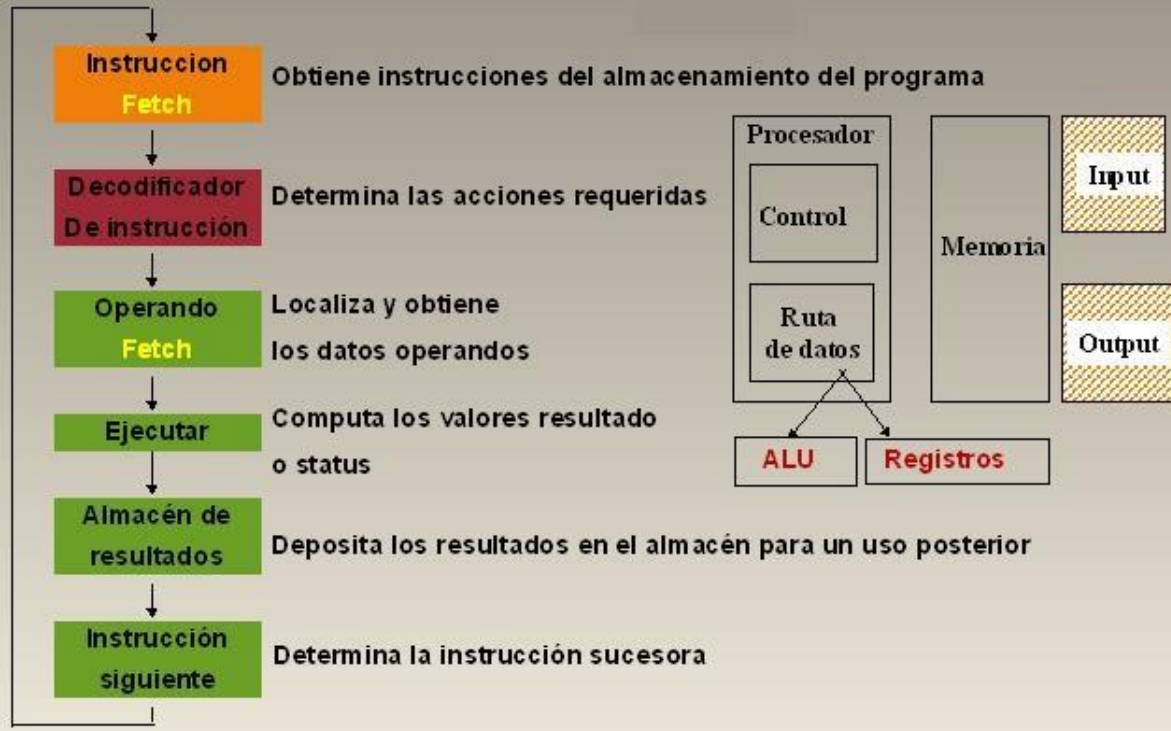 Instruccion
Fetch
Obtiene instrucciones del almacenamiento del programa
Decodificador
De instrucción
Determina las acciones requeridas
Operando
Fetch
Localiza y obtiene
los datos operandos
Ejecutar
Computa los valores resultado
o status
Almacén de
resultados
Deposita los resultados en el almacén para un uso posterior
Instrucción
siguiente
Determina la instrucción sucesora
Procesador
Control
Ruta
de datos
ALU
Registros
Memoria
Input
Output